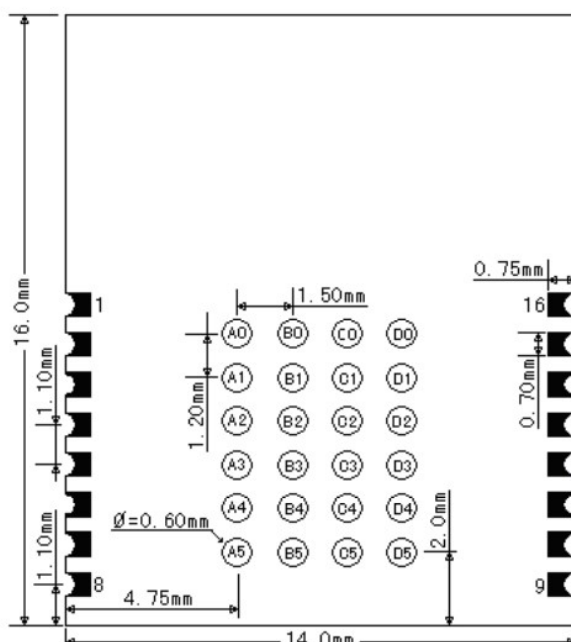 0.75mm
1.50mm
1
16
A0 B0 C0 D0
16.0mm
A1 B1 C1 D1
1.10mm
1.20mm
0.70mm
A2 B2 C2 D2
A3 B3 C3 D3
A4 B4 C4 D4
Ø=0.60mm
2.0mm
A5 B5 C5 D5
1.10mm
8
9
4.75mm
14.0mm